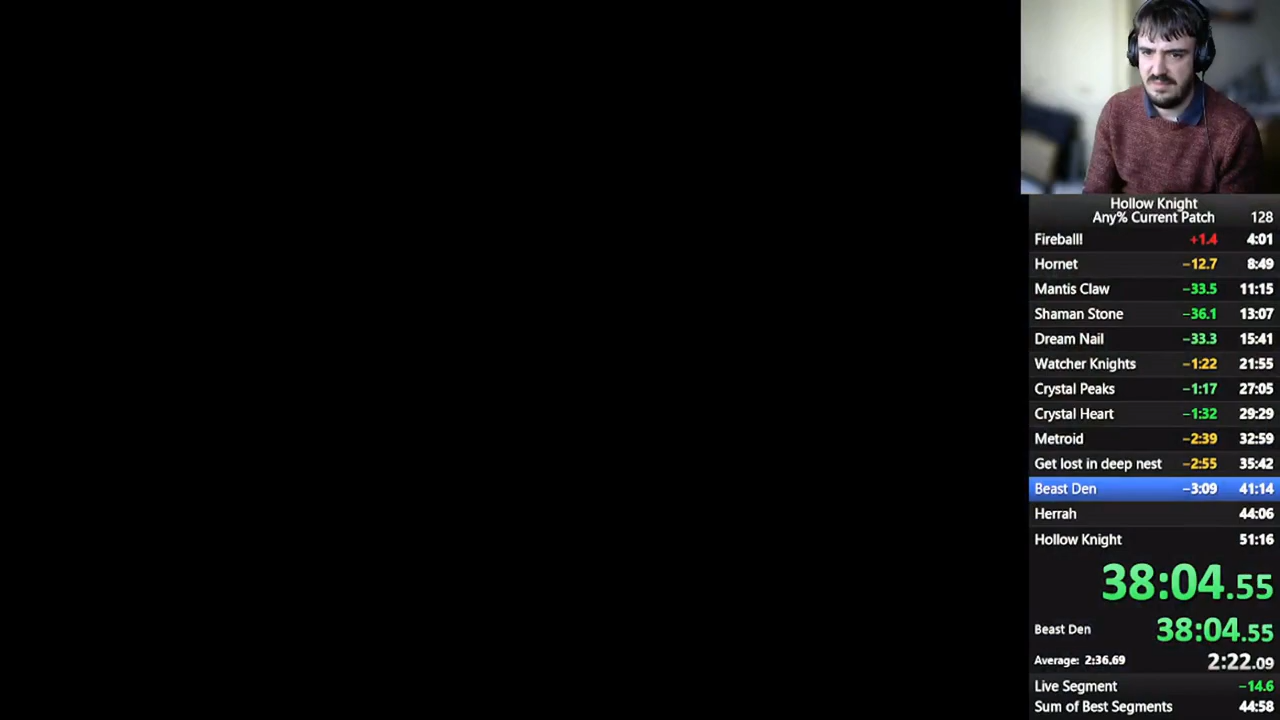 Hollow Knight
Any% Current Patch 128
Fireball! +1.4 4:01
Hornet −12.7 8:49
Mantis Claw −33.5 11:15
Shaman Stone −36.1 13:07
Dream Nail −33.3 15:41
Watcher Knights −1:22 21:55
Crystal Peaks −1:17 27:05
Crystal Heart −1:32 29:29
Metroid −2:39 32:59
Get lost in deep nest −2:55 35:42
Beast Den −3:09 41:14
Herrah 44:06
Hollow Knight 51:16
38:04.55
Beast Den 38:04.55
Average: 2:36.69 2:22.09
Live Segment −14.6
Sum of Best Segments 44:58